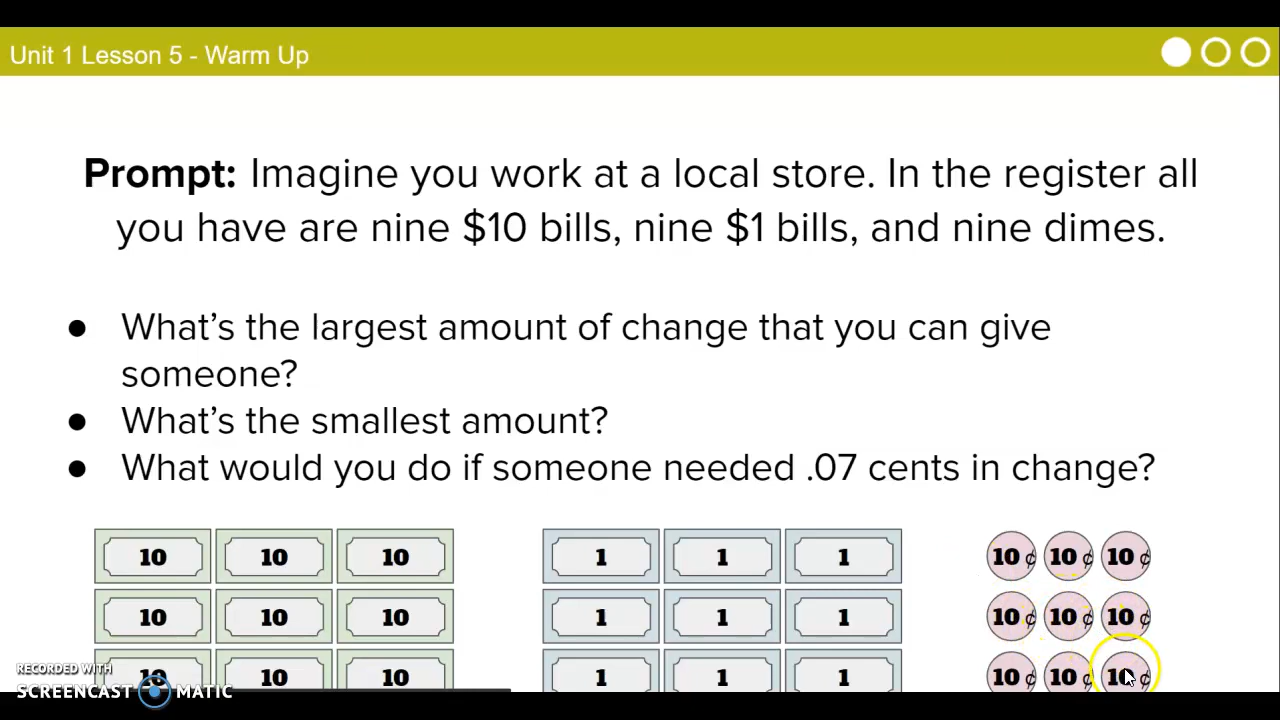 Unit 1 Lesson 5 - Warm Up
Prompt: Imagine you work at a local store. In the register all
you have are nine $10 bills, nine $1 bills, and nine dimes.
● What's the largest amount of change that you can give
someone?
● What's the smallest amount?
● What would you do if someone needed .07 cents in change?
10 10 10 1 1 1 10 ¢ 10 ¢ 10 ¢
10 10 10 1 1 1 10 ¢ 10 ¢ 10 ¢
10 10 10 1 1 1 10 ¢ 10 ¢ 10 ¢
RECORDED WITH
SCREENCAST MATIC